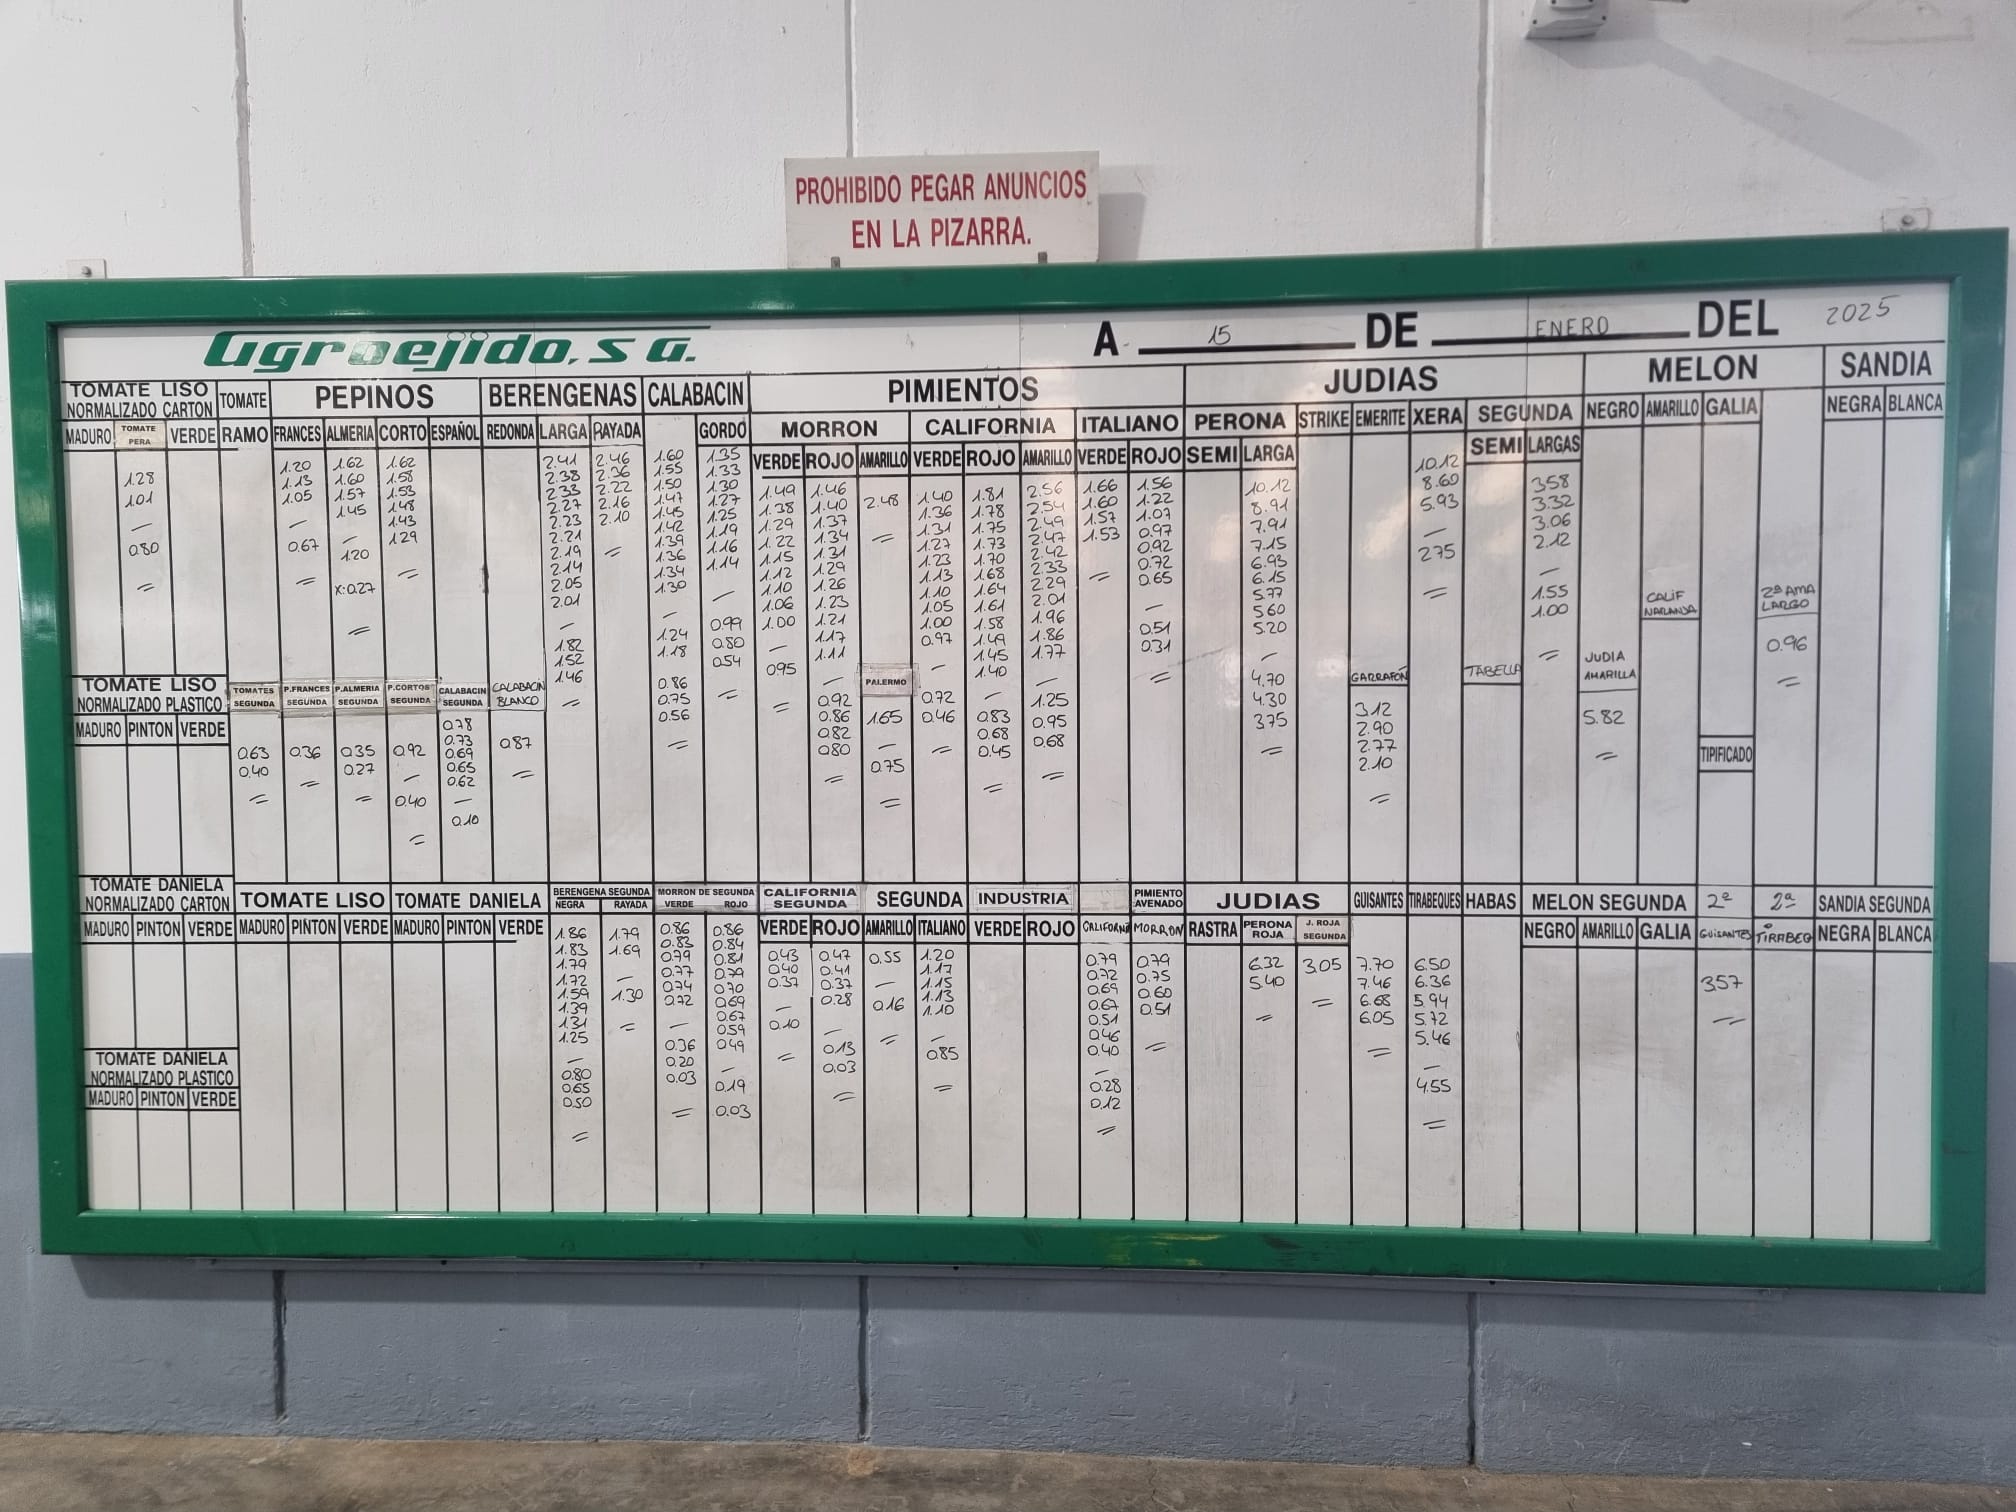 PROHIBIDO PEGAR ANUNCIOS
EN LA PIZARRA.
Agroejido, S A.
A 15 DE ENERO DEL 2025
TOMATE LISO
NORMALIZADO CARTON
TOMATE
PEPINOS
BERENGENAS
CALABACIN
PIMIENTOS
JUDIAS
MELON
SANDIA
MADURO
TOMATE PERA
1.28
1.01
—
0.80
=
VERDE
RAMO
FRANCES
1.20
1.13
1.05
—
0.67
=
ALMERIA
1.62
1.60
1.57
1.45
—
1.20
X:0.27
=
CORTO
1.62
1.58
1.53
1.48
1.43
1.29
=
ESPAÑOL
REDONDA
LARGA
2.41
2.38
2.33
2.27
2.23
2.21
2.19
2.14
2.05
2.01
—
1.82
1.52
1.46
=
RAYADA
2.46
2.36
2.22
2.16
2.10
=
1.60
1.55
1.50
1.47
1.45
1.42
1.39
1.36
1.34
1.30
—
1.24
1.18
0.86
0.75
0.56
=
GORDO
1.35
1.33
1.30
1.27
1.25
1.19
1.16
1.14
—
0.99
0.80
0.54
=
MORRON
VERDE
1.49
1.38
1.29
1.22
1.15
1.12
1.10
1.06
1.00
—
0.95
=
ROJO
1.46
1.40
1.37
1.34
1.31
1.29
1.26
1.23
1.21
1.17
1.11
—
0.92
0.86
0.82
0.80
=
AMARILLO
2.48
=
PALERMO
1.65
—
0.75
=
CALIFORNIA
VERDE
1.40
1.36
1.31
1.27
1.23
1.13
1.10
1.05
1.00
0.97
—
0.72
0.46
=
ROJO
1.81
1.78
1.75
1.73
1.70
1.68
1.64
1.61
1.58
1.49
1.45
1.40
—
0.83
0.68
0.45
=
AMARILLO
2.56
2.54
2.49
2.47
2.42
2.33
2.29
2.01
1.96
1.86
1.77
—
1.25
0.95
0.68
=
ITALIANO
VERDE
1.66
1.60
1.57
1.53
=
ROJO
1.56
1.22
1.07
0.97
0.92
0.72
0.65
—
0.51
0.31
=
PERONA
SEMI
LARGA
10.12
8.91
7.91
7.15
6.93
6.15
5.77
5.60
5.20
—
4.70
4.30
3.75
=
STRIKE
EMERITE
GARRAFÓN
3.12
2.90
2.77
2.10
=
XERA
10.12
8.60
5.93
—
2.75
=
SEGUNDA
SEMI
TABELLA
LARGAS
3.58
3.32
3.06
2.12
—
1.55
1.00
=
NEGRO
JUDIA
AMARILLA
5.82
=
AMARILLO
CALIF
NARANJA
GALIA
TIPIFICADO
2ª AMA
LARGO
0.96
=
NEGRA
BLANCA
TOMATE LISO
NORMALIZADO PLASTICO
MADURO PINTON VERDE
TOMATES SEGUNDA
0.63
0.40
=
P.FRANCES SEGUNDA
0.36
=
P.ALMERIA SEGUNDA
0.35
0.27
=
P.CORTOS SEGUNDA
0.92
—
0.40
=
CALABACIN SEGUNDA
0.78
0.73
0.69
0.65
0.62
—
0.10
CALABACIN
BLANCO
0.87
=
TOMATE DANIELA
NORMALIZADO CARTON
MADURO PINTON VERDE
TOMATE LISO
MADURO PINTON VERDE
TOMATE DANIELA
MADURO PINTON VERDE
BERENGENA SEGUNDA
NEGRA
1.86
1.83
1.79
1.72
1.59
1.39
1.31
1.25
—
0.80
0.65
0.50
=
RAYADA
1.79
1.69
—
1.30
=
MORRON DE SEGUNDA
VERDE
0.86
0.83
0.79
0.77
0.74
0.72
—
0.36
0.20
0.03
=
ROJO
0.86
0.84
0.81
0.79
0.70
0.69
0.67
0.59
0.49
—
0.19
0.03
CALIFORNIA
SEGUNDA
VERDE
0.43
0.40
0.37
—
0.10
=
ROJO
0.47
0.41
0.37
0.28
—
0.13
0.03
=
SEGUNDA
AMARILLO
0.55
—
0.16
=
ITALIANO
1.20
1.17
1.15
1.13
1.10
—
0.85
=
INDUSTRIA
VERDE ROJO
CALIFORNIA
0.79
0.72
0.69
0.67
0.51
0.46
0.40
—
0.28
0.12
=
PIMIENTO
AVENADO
MORRON
0.79
0.75
0.60
0.51
=
JUDIAS
RASTRA
PERONA
ROJA
6.32
5.40
=
J. ROJA
SEGUNDA
3.05
=
GUISANTES
7.70
7.46
6.68
6.05
=
TIRABEQUES
6.50
6.36
5.94
5.72
5.46
—
4.55
=
HABAS
MELON SEGUNDA
NEGRO AMARILLO GALIA
2ª
GUISANTES
3.57
=
2ª
TIRABEQ
SANDIA SEGUNDA
NEGRA BLANCA
TOMATE DANIELA
NORMALIZADO PLASTICO
MADURO PINTON VERDE